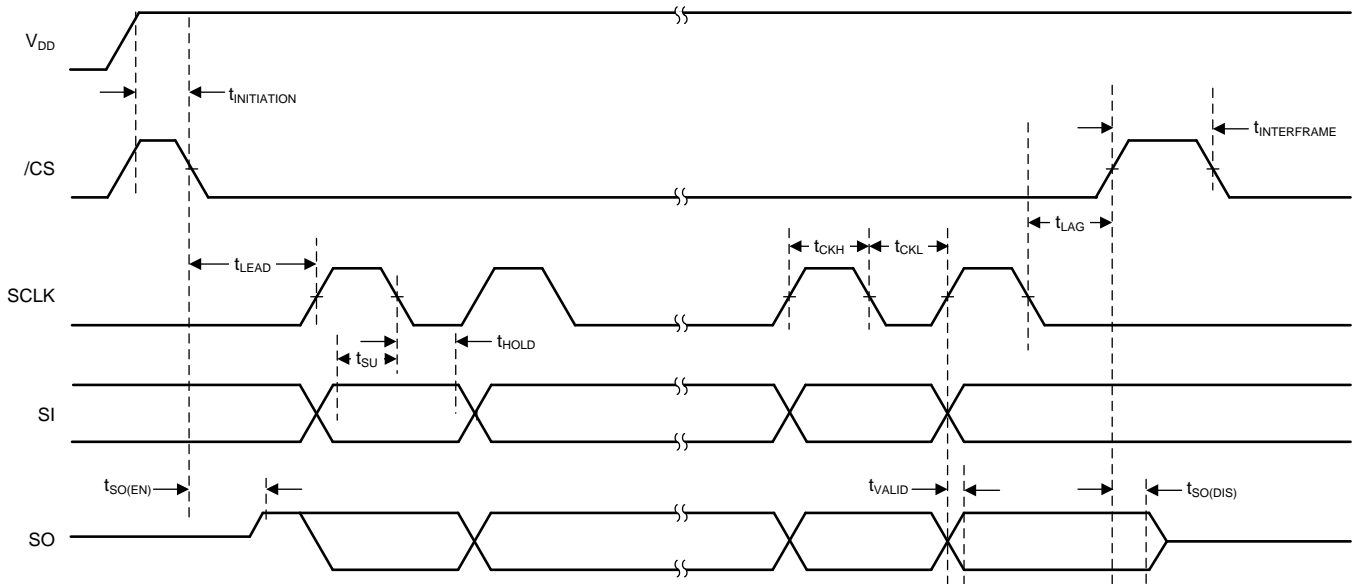 VDD
tINITIATION
tINTERFRAME
/CS
tLAG
tLEAD
tCKH
tCKL
SCLK
tHOLD
tSU
SI
tSO(EN)
tVALID
tSO(DIS)
SO